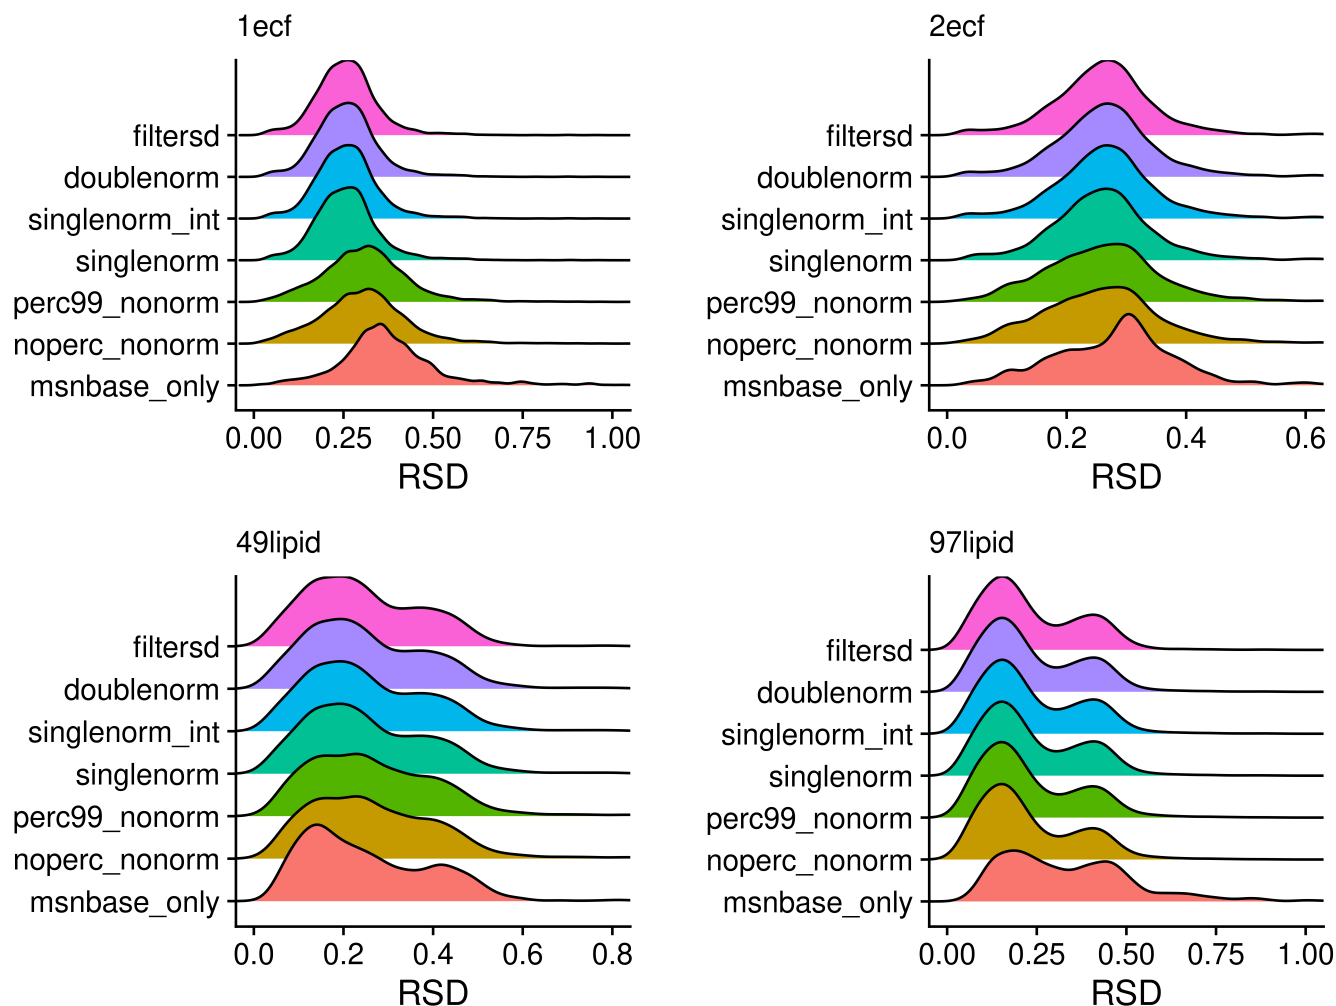 1ecf
filtersd
doublenorm
singlenorm_int
singlenorm
perc99_nonorm
noperc_nonorm
msnbase_only
0.00 0.25 0.50 0.75 1.00
RSD
2ecf
filtersd
doublenorm
singlenorm_int
singlenorm
perc99_nonorm
noperc_nonorm
msnbase_only
0.0 0.2 0.4 0.6
RSD
49lipid
filtersd
doublenorm
singlenorm_int
singlenorm
perc99_nonorm
noperc_nonorm
msnbase_only
0.0 0.2 0.4 0.6 0.8
RSD
97lipid
filtersd
doublenorm
singlenorm_int
singlenorm
perc99_nonorm
noperc_nonorm
msnbase_only
0.00 0.25 0.50 0.75 1.00
RSD